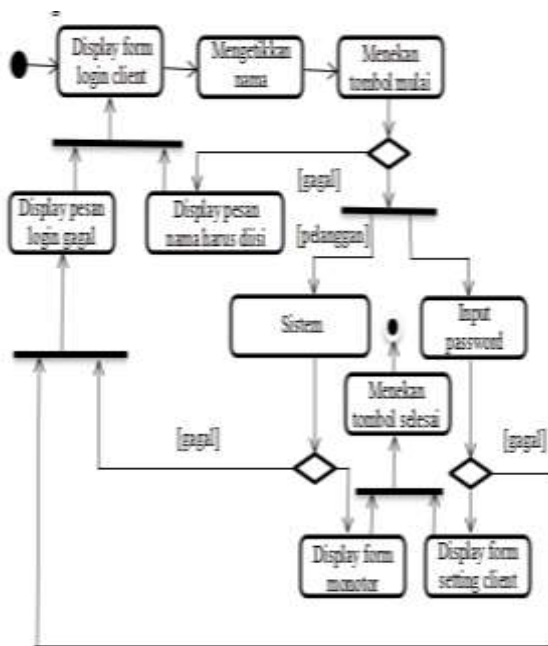 Display form
login client
Mengetikkan
nama
Menekan
tombol mulai
[gagal]
Display pesan
login gagal
Display pesan
nama harus diisi
[pelanggan]
Sistem
Input
password
Menekan
tombol selesai
[gagal]
[gagal]
Display form
monotor
Display form
setting client